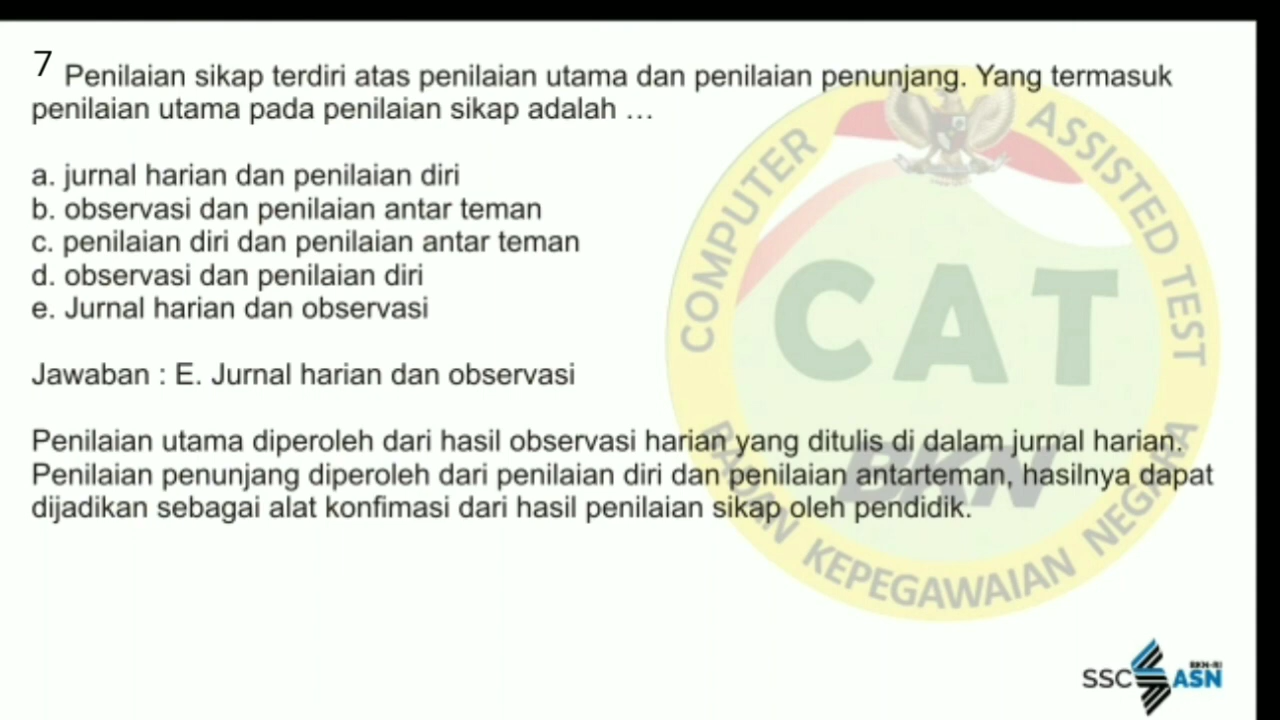 7 Penilaian sikap terdiri atas penilaian utama dan penilaian penunjang. Yang termasuk
penilaian utama pada penilaian sikap adalah ...
a. jurnal harian dan penilaian diri
b. observasi dan penilaian antar teman
c. penilaian diri dan penilaian antar teman
d. observasi dan penilaian diri
e. Jurnal harian dan observasi
Jawaban : E. Jurnal harian dan observasi
Penilaian utama diperoleh dari hasil observasi harian yang ditulis di dalam jurnal harian.
Penilaian penunjang diperoleh dari penilaian diri dan penilaian antarteman, hasilnya dapat
dijadikan sebagai alat konfimasi dari hasil penilaian sikap oleh pendidik.
COMPUTER ASSISTED TEST
CAT
BKN
BADAN KEPEGAWAIAN NEGARA
SSC ASN
BKN-RI